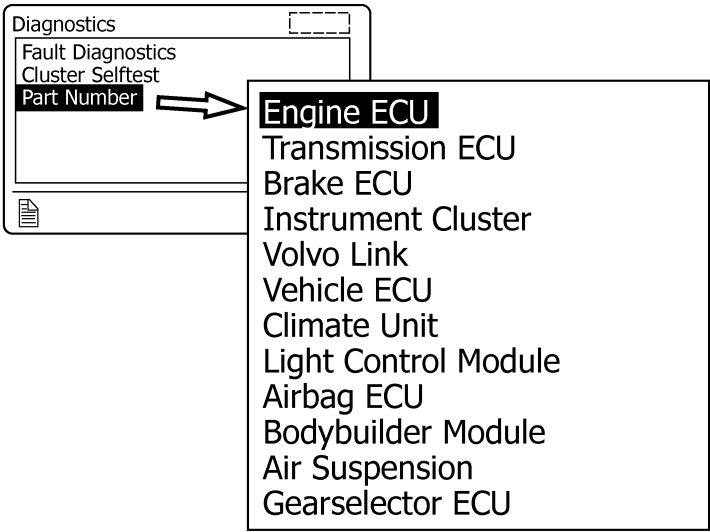 Diagnostics
Fault Diagnostics
Cluster Selftest
Part Number
Engine ECU
Transmission ECU
Brake ECU
Instrument Cluster
Volvo Link
Vehicle ECU
Climate Unit
Light Control Module
Airbag ECU
Bodybuilder Module
Air Suspension
Gearselector ECU